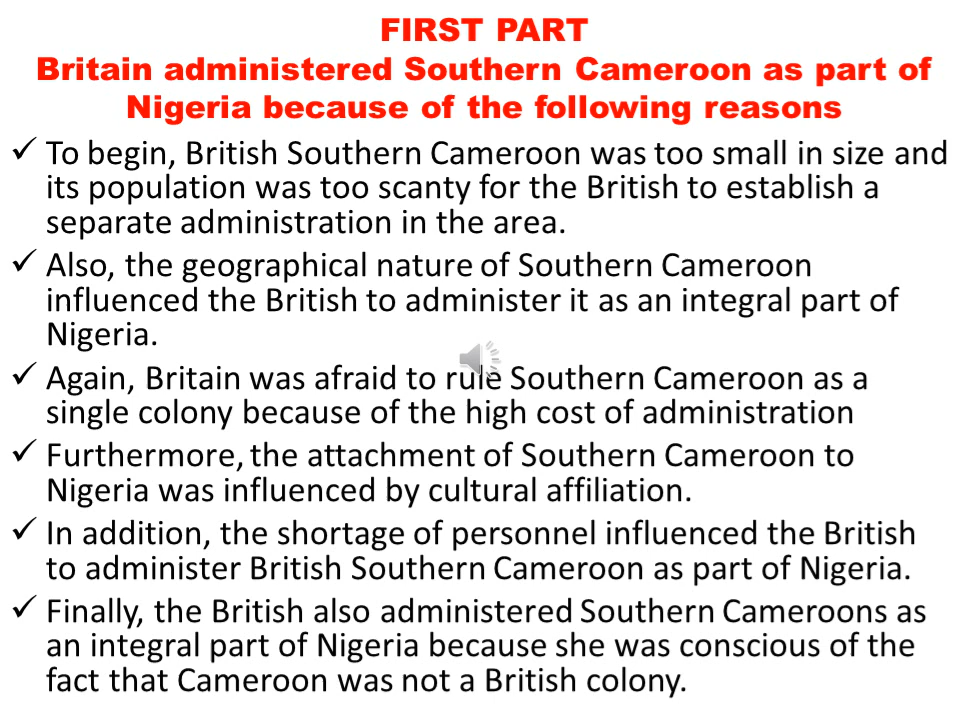 FIRST PART
Britain administered Southern Cameroon as part of
Nigeria because of the following reasons
✓ To begin, British Southern Cameroon was too small in size and
its population was too scanty for the British to establish a
separate administration in the area.
✓ Also, the geographical nature of Southern Cameroon
influenced the British to administer it as an integral part of
Nigeria.
✓ Again, Britain was afraid to rule Southern Cameroon as a
single colony because of the high cost of administration
✓ Furthermore, the attachment of Southern Cameroon to
Nigeria was influenced by cultural affiliation.
✓ In addition, the shortage of personnel influenced the British
to administer British Southern Cameroon as part of Nigeria.
✓ Finally, the British also administered Southern Cameroons as
an integral part of Nigeria because she was conscious of the
fact that Cameroon was not a British colony.